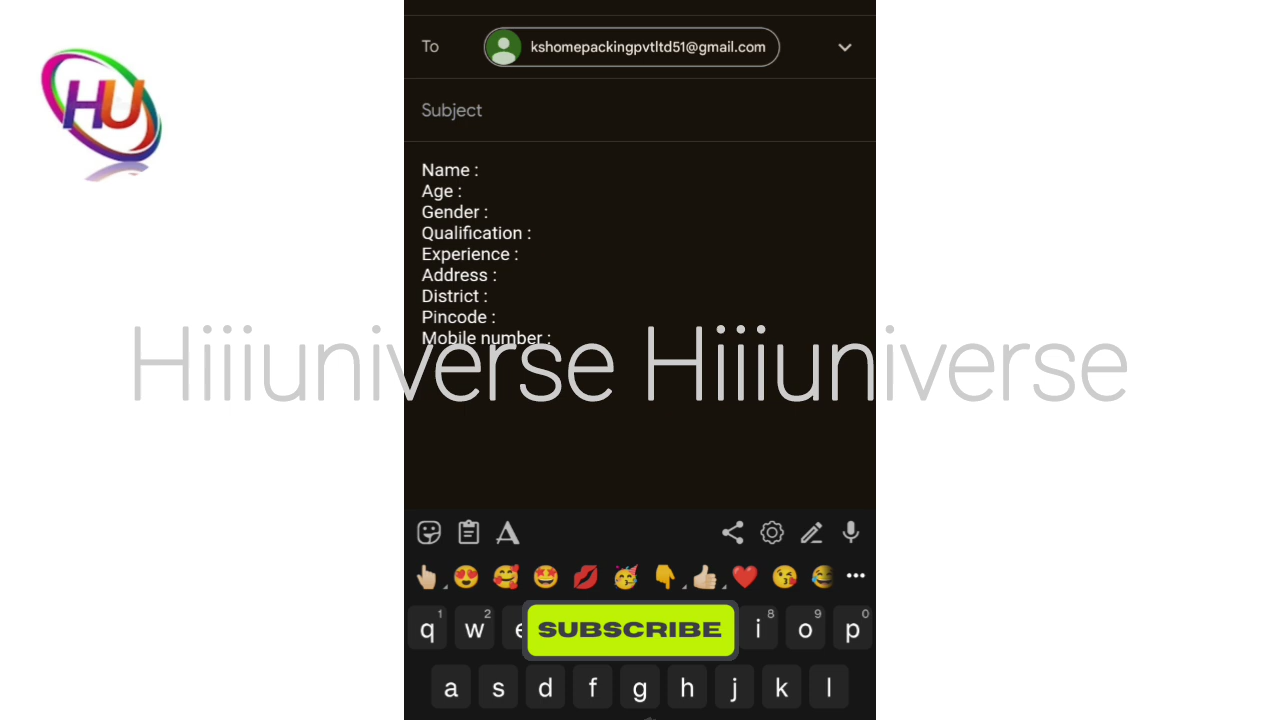 HU
To kshomepackingpvtltd51@gmail.com
Subject
Name :
Age :
Gender :
Qualification :
Experience :
Address :
District :
Pincode :
Mobile number :
Hiiiuniverse Hiiiuniverse
A
1 2 8 9 0
q w e i o p
SUBSCRIBE
a s d f g h j k l